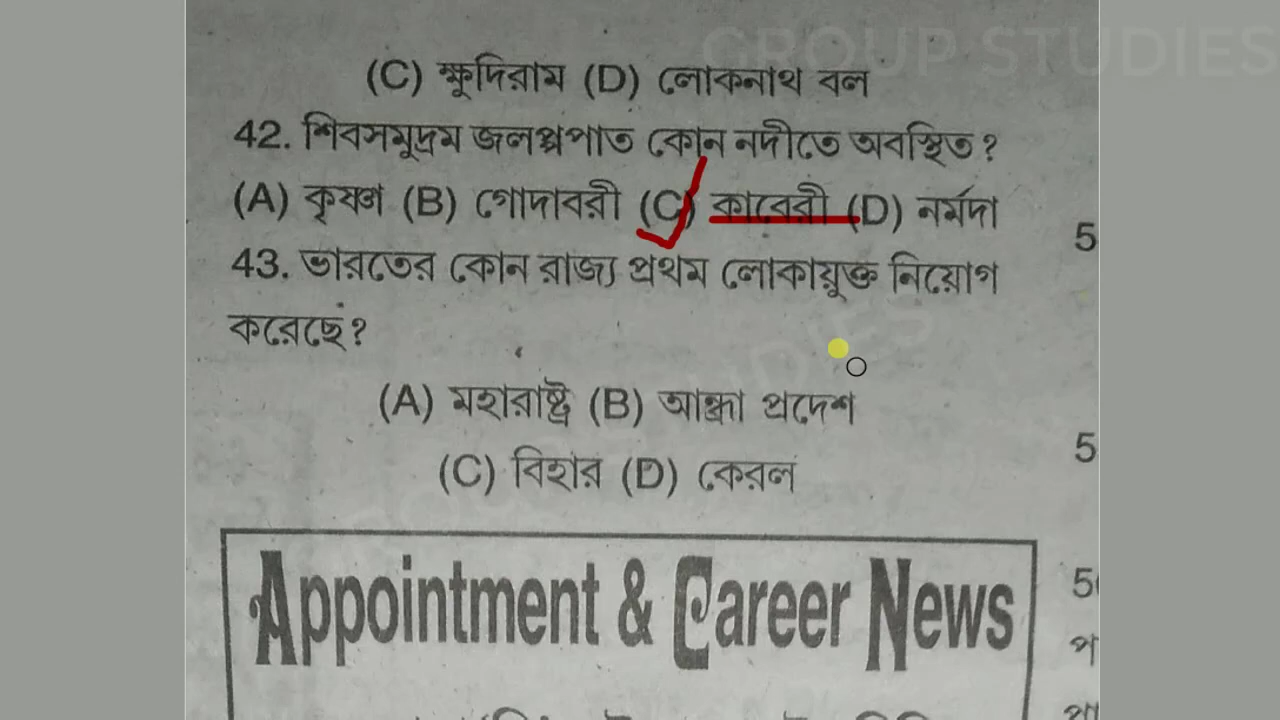 GROUP STUDIES
(C) ক্ষুদিরাম (D) লোকনাথ বল
42. শিবসমুদ্রম জলপ্রপাত কোন নদীতে অবস্থিত?
(A) কৃষ্ণা (B) গোদাবরী (C) কাবেরী (D) নর্মদা
5
43. ভারতের কোন রাজ্য প্রথম লোকায়ুক্ত নিয়োগ
করেছে?
(A) মহারাষ্ট্র (B) আন্ধ্রা প্রদেশ
5
(C) বিহার (D) কেরল
Appointment & Career News